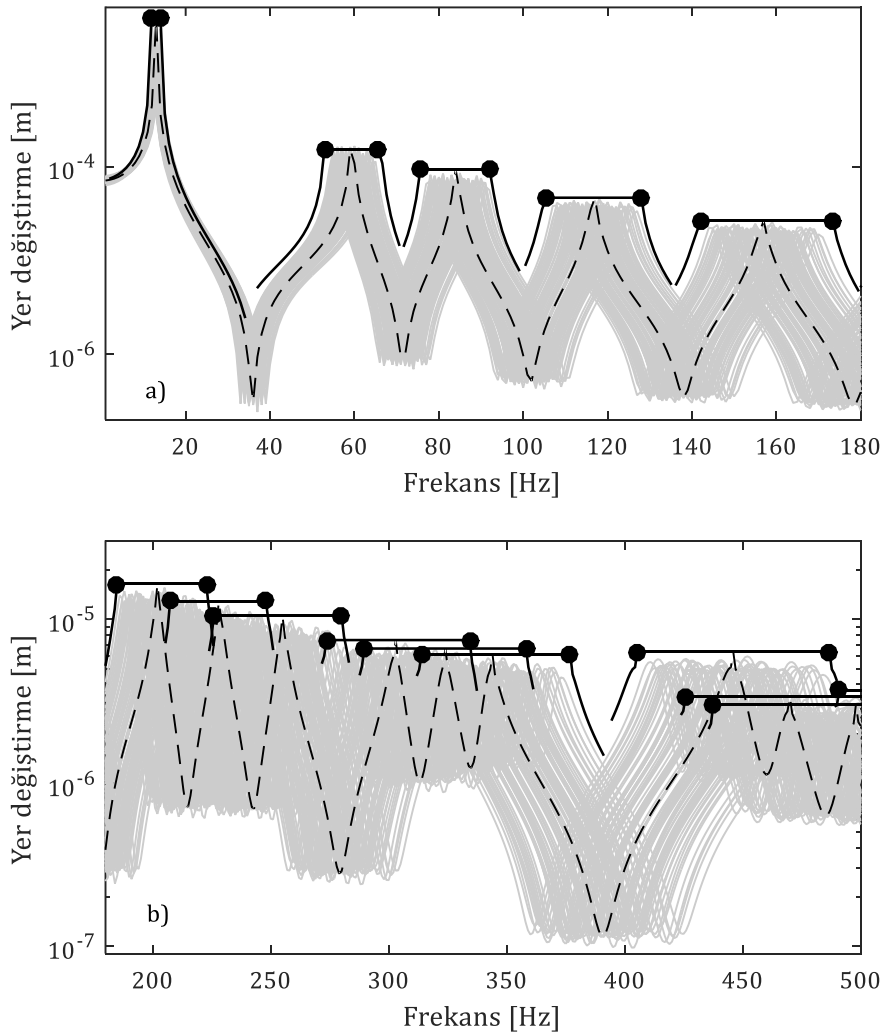 Yer değiştirme [m]
10-4
10-6
a)
20 40 60 80 100 120 140 160 180
Frekans [Hz]
Yer değiştirme [m]
10-5
10-6
10-7
b)
200 250 300 350 400 450 500
Frekans [Hz]